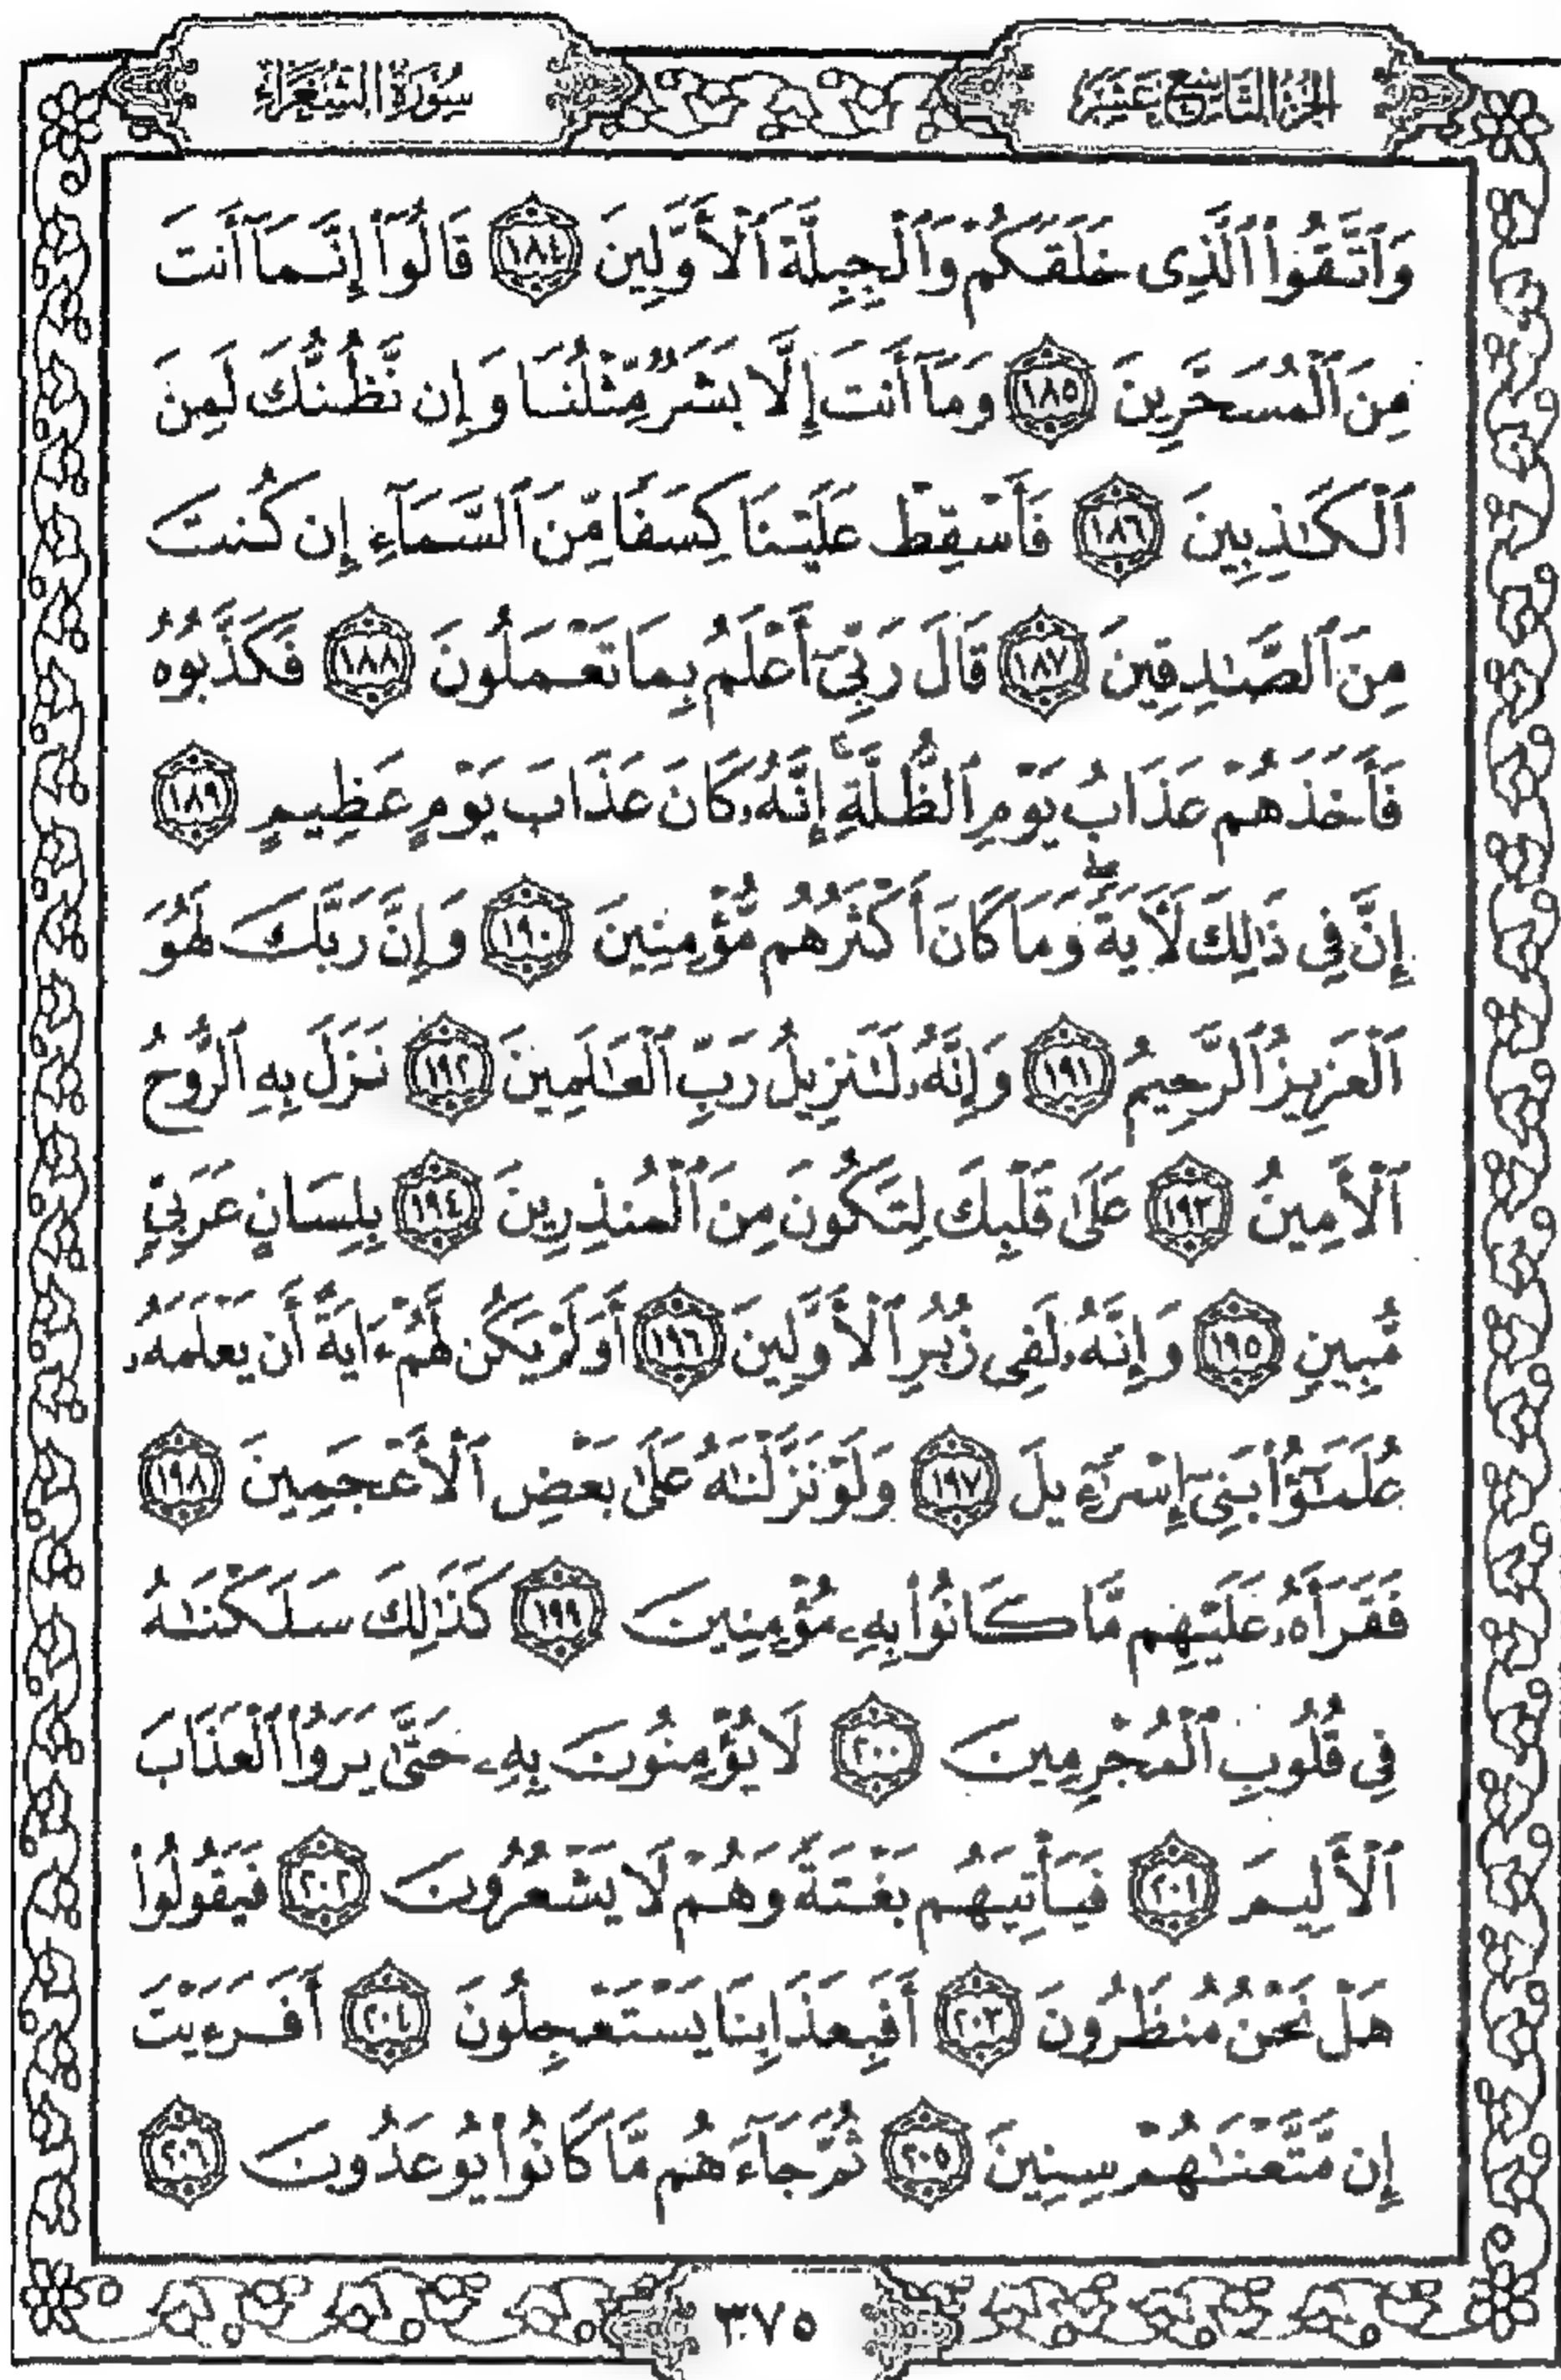 الجزء التاسع عشر
سورة الشعراء
وَٱتَّقُوا۟ ٱلَّذِى خَلَقَكُمْ وَٱلْجِبِلَّةَ ٱلْأَوَّلِينَ ١٨٤ قَالُوٓا۟ إِنَّمَآ أَنتَ
مِنَ ٱلْمُسَحَّرِينَ ١٨٥ وَمَآ أَنتَ إِلَّا بَشَرٌ مِّثْلُنَا وَإِن نَّظُنُّكَ لَمِنَ
ٱلْكَـٰذِبِينَ ١٨٦ فَأَسْقِطْ عَلَيْنَا كِسَفًا مِّنَ ٱلسَّمَآءِ إِن كُنتَ
مِنَ ٱلصَّـٰدِقِينَ ١٨٧ قَالَ رَبِّىٓ أَعْلَمُ بِمَا تَعْمَلُونَ ١٨٨ فَكَذَّبُوهُ
فَأَخَذَهُمْ عَذَابُ يَوْمِ ٱلظُّلَّةِ ۚ إِنَّهُۥ كَانَ عَذَابَ يَوْمٍ عَظِيمٍ ١٨٩
إِنَّ فِى ذَٰلِكَ لَـَٔايَةً ۖ وَمَا كَانَ أَكْثَرُهُم مُّؤْمِنِينَ ١٩٠ وَإِنَّ رَبَّكَ لَهُوَ
ٱلْعَزِيزُ ٱلرَّحِيمُ ١٩١ وَإِنَّهُۥ لَتَنزِيلُ رَبِّ ٱلْعَـٰلَمِينَ ١٩٢ نَزَلَ بِهِ ٱلرُّوحُ
ٱلْأَمِينُ ١٩٣ عَلَىٰ قَلْبِكَ لِتَكُونَ مِنَ ٱلْمُنذِرِينَ ١٩٤ بِلِسَانٍ عَرَبِىٍّ
مُّبِينٍ ١٩٥ وَإِنَّهُۥ لَفِى زُبُرِ ٱلْأَوَّلِينَ ١٩٦ أَوَلَمْ يَكُن لَّهُمْ ءَايَةً أَن يَعْلَمَهُۥ
عُلَمَـٰٓؤُا۟ بَنِىٓ إِسْرَٰٓءِيلَ ١٩٧ وَلَوْ نَزَّلْنَـٰهُ عَلَىٰ بَعْضِ ٱلْأَعْجَمِينَ ١٩٨
فَقَرَأَهُۥ عَلَيْهِم مَّا كَانُوا۟ بِهِۦ مُؤْمِنِينَ ١٩٩ كَذَٰلِكَ سَلَكْنَـٰهُ
فِى قُلُوبِ ٱلْمُجْرِمِينَ ٢٠٠ لَا يُؤْمِنُونَ بِهِۦ حَتَّىٰ يَرَوُا۟ ٱلْعَذَابَ
ٱلْأَلِيمَ ٢٠١ فَيَأْتِيَهُم بَغْتَةً وَهُمْ لَا يَشْعُرُونَ ٢٠٢ فَيَقُولُوا۟
هَلْ نَحْنُ مُنظَرُونَ ٢٠٣ أَفَبِعَذَابِنَا يَسْتَعْجِلُونَ ٢٠٤ أَفَرَءَيْتَ
إِن مَّتَّعْنَـٰهُمْ سِنِينَ ٢٠٥ ثُمَّ جَآءَهُم مَّا كَانُوا۟ يُوعَدُونَ ٢٠٦
٣٧٥